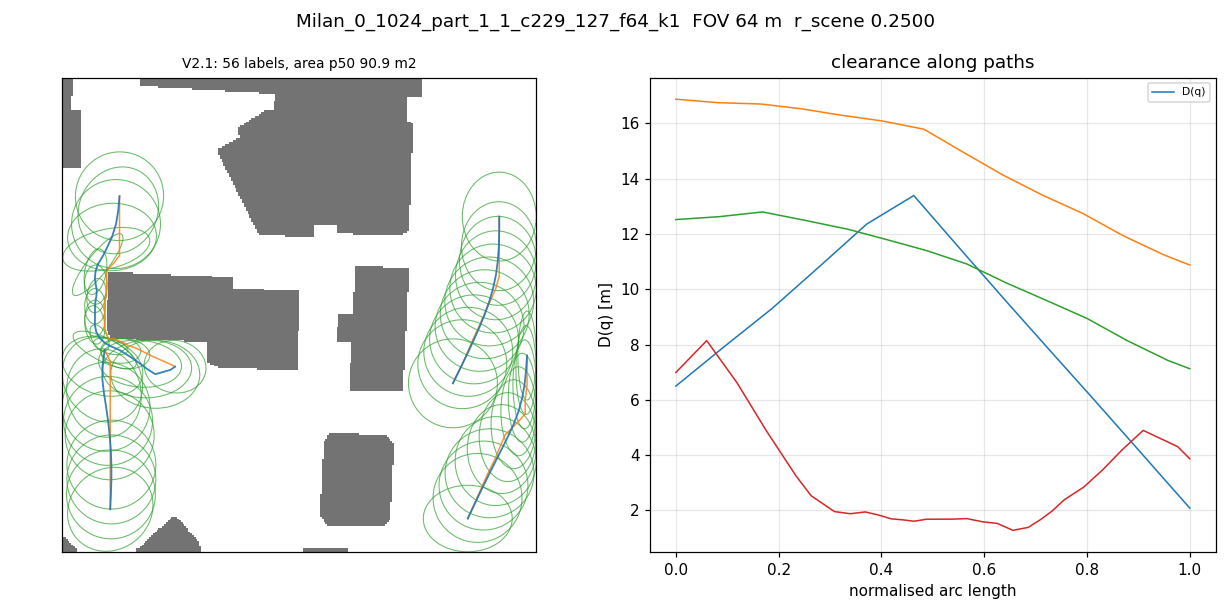 Milan_0_1024_part_1_1_c229_127_f64_k1  FOV 64 m  r_scene 0.2500
V2.1: 56 labels, area p50 90.9 m2
clearance along paths
D(q)
16
14
12
10
8
6
4
2
D(q) [m]
0.0 0.2 0.4 0.6 0.8 1.0
normalised arc length